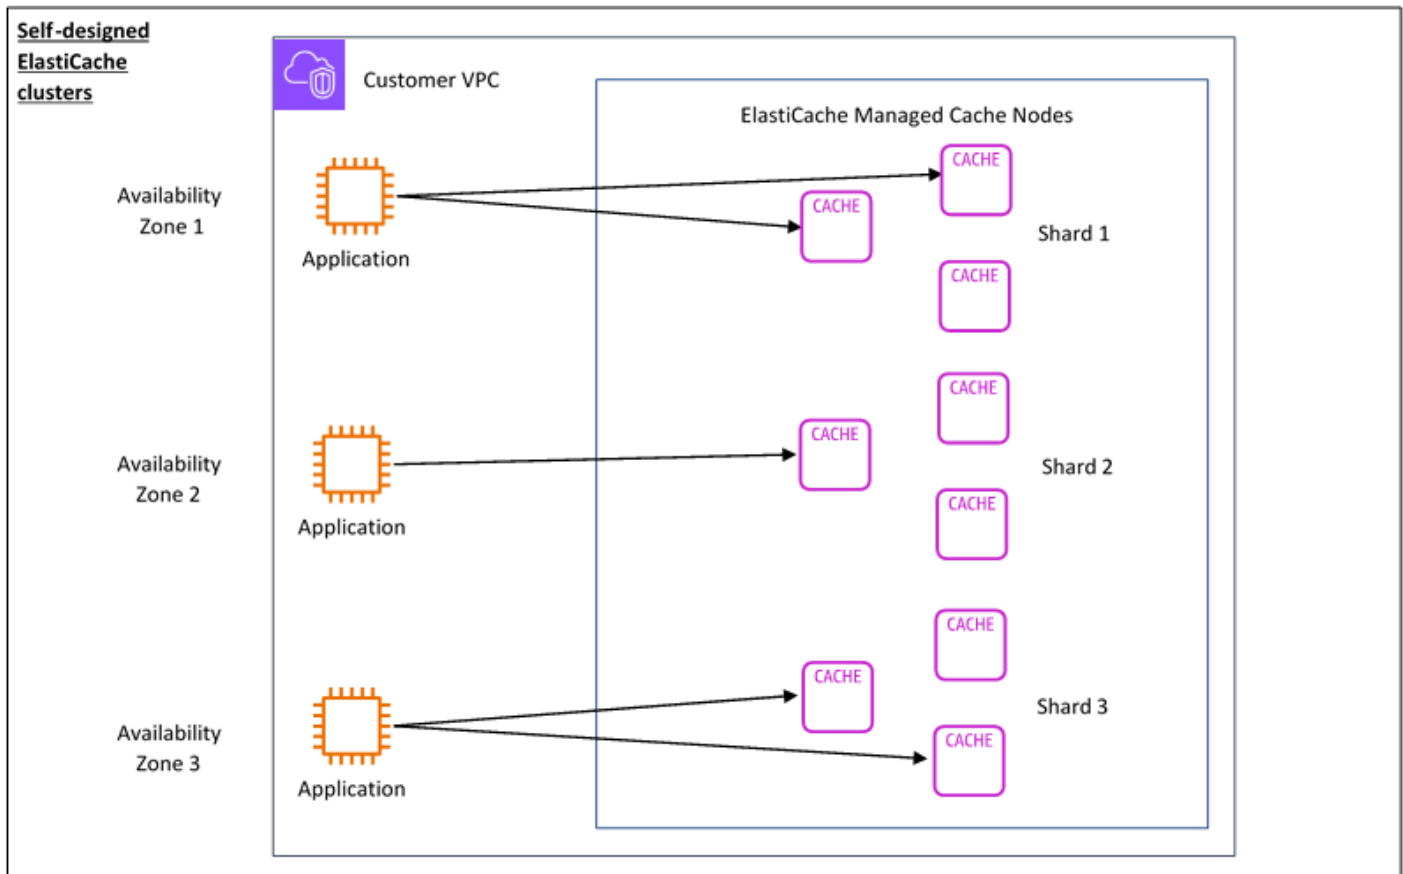 Self-designed
ElastiCache
clusters
Customer VPC
ElastiCache Managed Cache Nodes
Availability
Zone 1
Application
CACHE
CACHE
Shard 1
CACHE
Availability
Zone 2
Application
CACHE
CACHE
Shard 2
CACHE
Availability
Zone 3
Application
CACHE
CACHE
Shard 3
CACHE